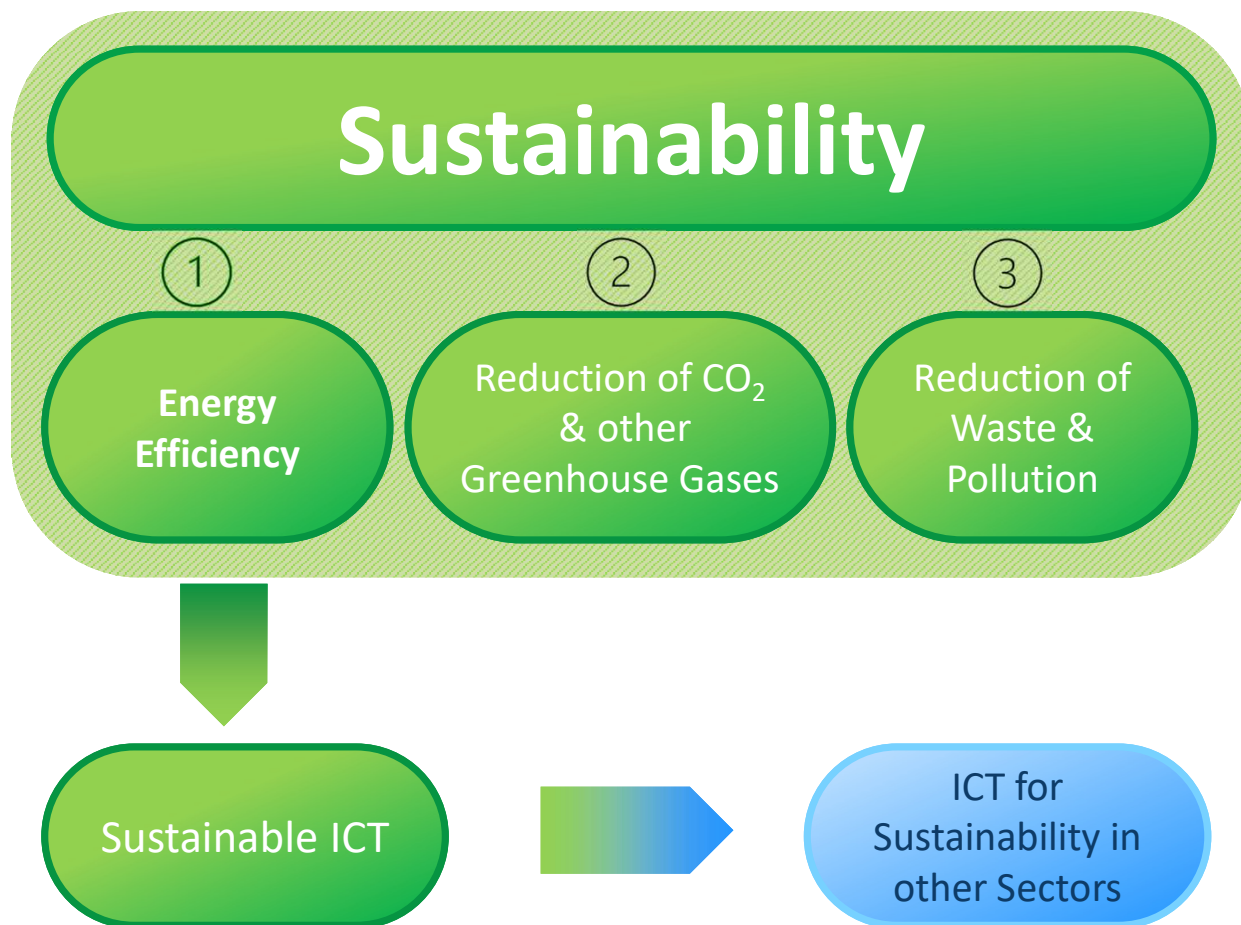 Sustainability
1
2
3
Energy
Efficiency
Reduction of CO₂
& other
Greenhouse Gases
Reduction of
Waste &
Pollution
Sustainable ICT
ICT for
Sustainability in
other Sectors